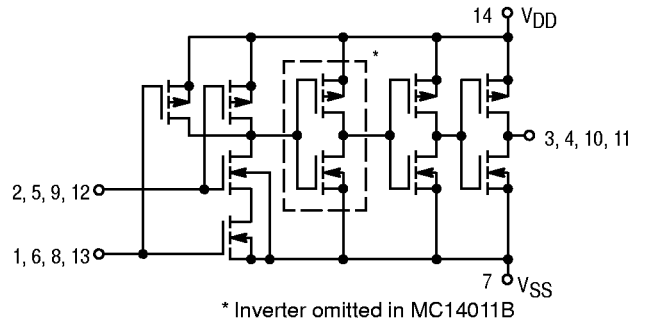 14 VDD
*
3, 4, 10, 11
2, 5, 9, 12
1, 6, 8, 13
7 VSS
* Inverter omitted in MC14011B